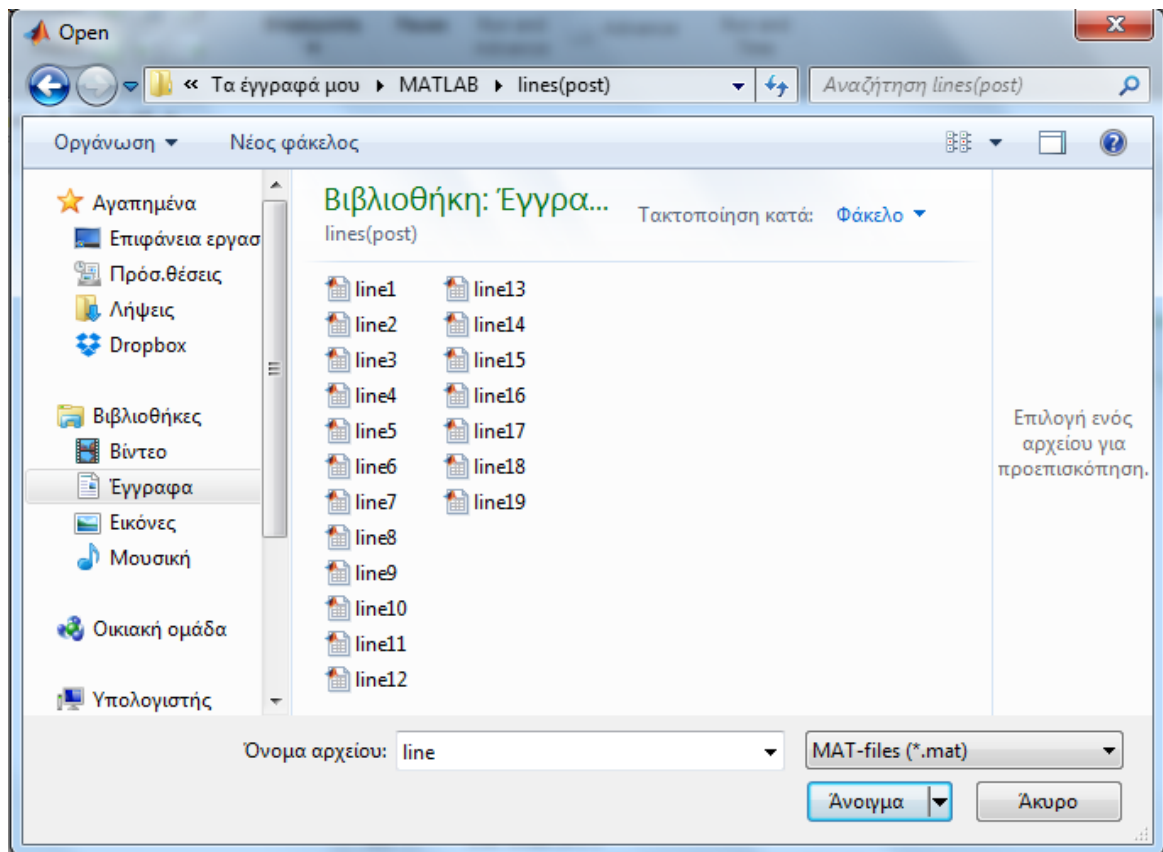 Open
« Τα έγγραφά μου ▸ MATLAB ▸ lines(post)
Αναζήτηση lines(post)
Οργάνωση
Νέος φάκελος
Αγαπημένα
Επιφάνεια εργασ
Πρόσ.θέσεις
Λήψεις
Dropbox
Βιβλιοθήκες
Βίντεο
Έγγραφα
Εικόνες
Μουσική
Οικιακή ομάδα
Υπολογιστής
Βιβλιοθήκη: Έγγρα...
lines(post)
Τακτοποίηση κατά: Φάκελο
line1
line2
line3
line4
line5
line6
line7
line8
line9
line10
line11
line12
line13
line14
line15
line16
line17
line18
line19
Επιλογή ενός
αρχείου για
προεπισκόπηση.
Όνομα αρχείου: line
MAT-files (*.mat)
Άνοιγμα
Άκυρο